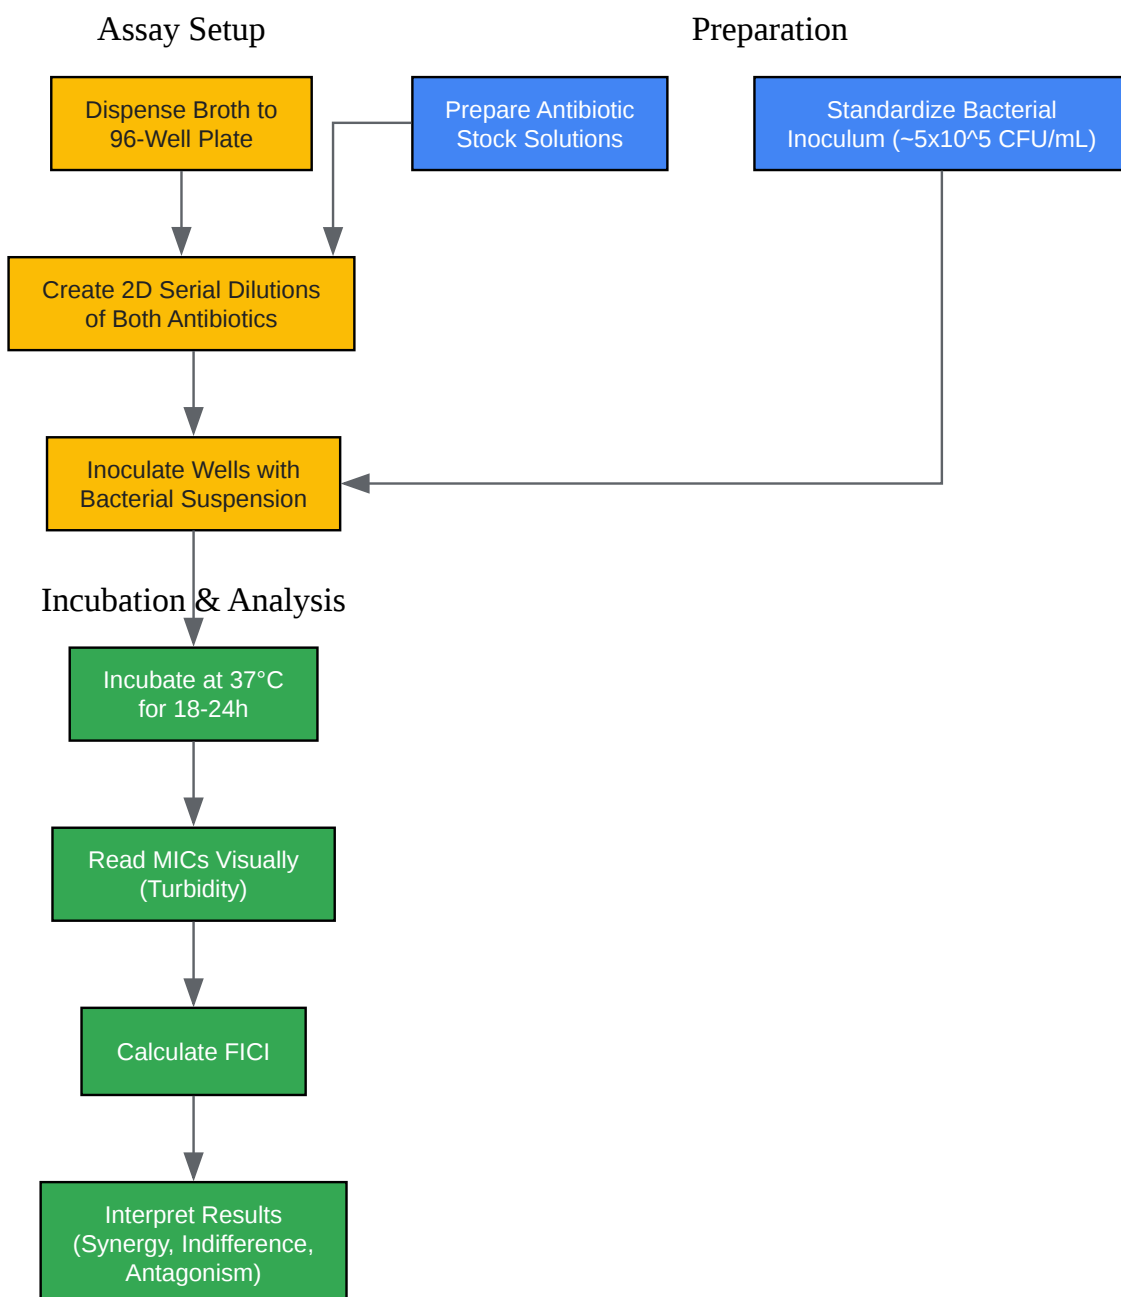 Assay Setup
Preparation
Dispense Broth to
96-Well Plate
Prepare Antibiotic
Stock Solutions
Standardize Bacterial
Inoculum (~5x10^5 CFU/mL)
Create 2D Serial Dilutions
of Both Antibiotics
Inoculate Wells with
Bacterial Suspension
Incubation & Analysis
Incubate at 37°C
for 18-24h
Read MICs Visually
(Turbidity)
Calculate FICI
Interpret Results
(Synergy, Indifference,
Antagonism)